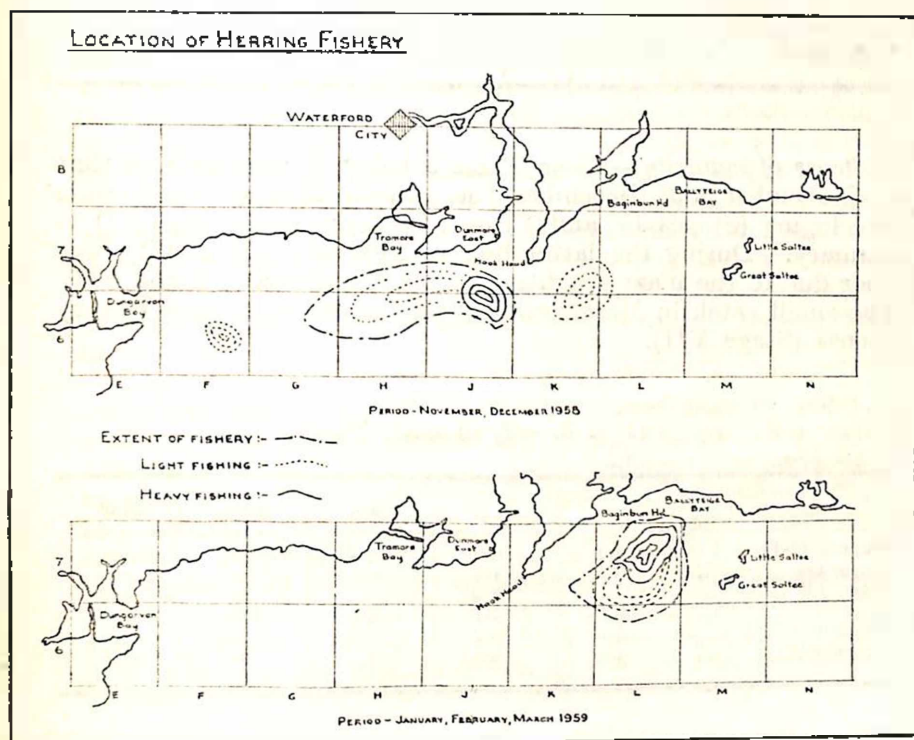 LOCATION OF HERRING FISHERY
WATERFORD
CITY
8
7
6
Tramore
Bay
Dunmore
East
Hook Head
Baginbun Hd
BALLYTEIGE
BAY
Little Saltee
Great Saltee
Dungarvan
Bay
E F G H J K L M N
PERIOD - NOVEMBER, DECEMBER 1958
EXTENT OF FISHERY :-
LIGHT FISHING :-
HEAVY FISHING :-
7
6
Tramore
Bay
Dunmore
East
Hook Head
Baginbun Hd.
BALLYTEIGE
BAY
Little Saltee
Great Saltee
Dungarvan
Bay
E F G H J K L M N
PERIOD - JANUARY, FEBRUARY, MARCH 1959